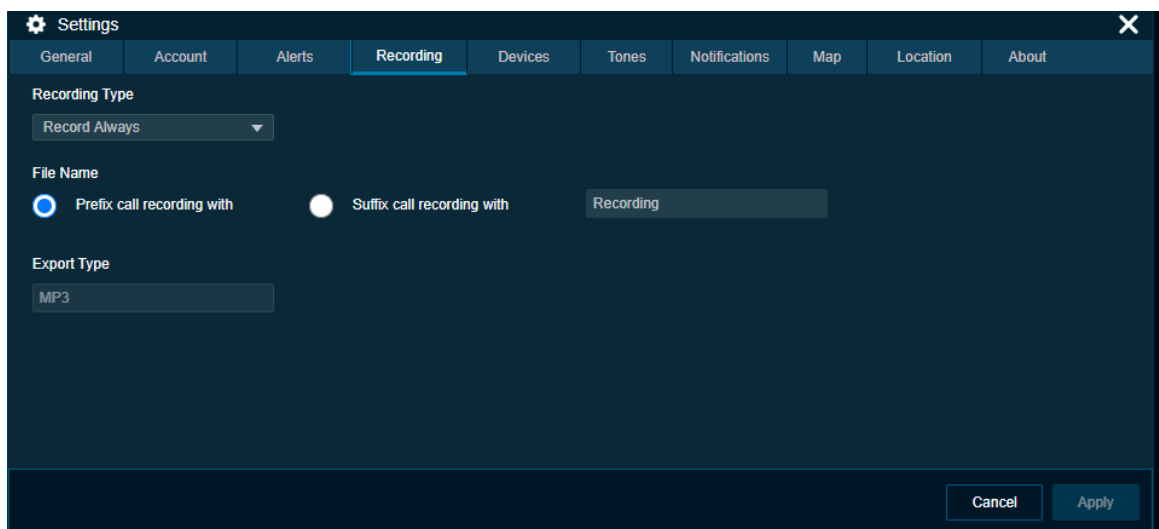 Settings
General Account Alerts Recording Devices Tones Notifications Map Location About
Recording Type
Record Always
File Name
Prefix call recording with Suffix call recording with Recording
Export Type
MP3
Cancel Apply